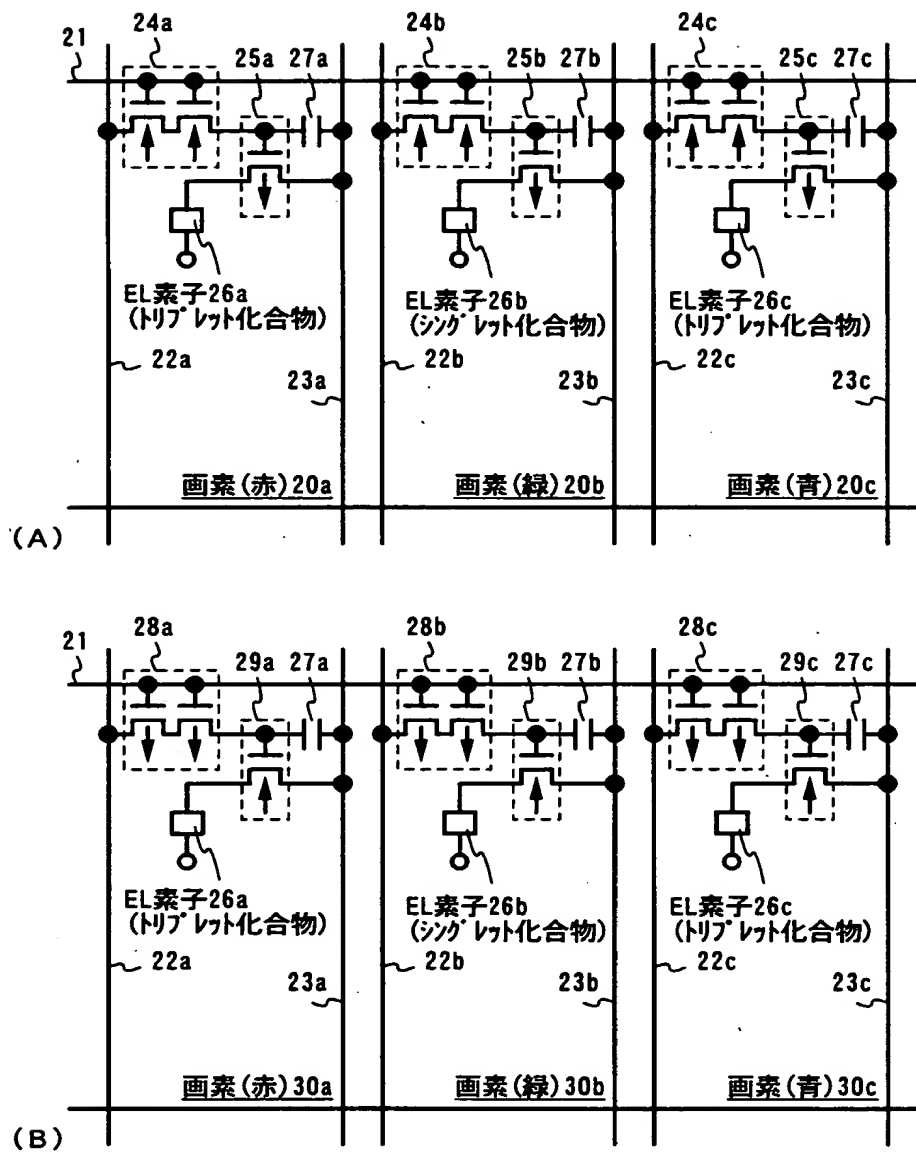 24a 24b 24c
21 25a 27a 25b 27b 25c 27c
EL素子26a EL素子26b EL素子26c
(トリプレット化合物) (シングレット化合物) (トリプレット化合物)
22a 22b 22c
23a 23b 23c
画素(赤)20a 画素(緑)20b 画素(青)20c
(A)
28a 28b 28c
21 29a 27a 29b 27b 29c 27c
EL素子26a EL素子26b EL素子26c
(トリプレット化合物) (シングレット化合物) (トリプレット化合物)
22a 22b 22c
23a 23b 23c
画素(赤)30a 画素(緑)30b 画素(青)30c
(B)